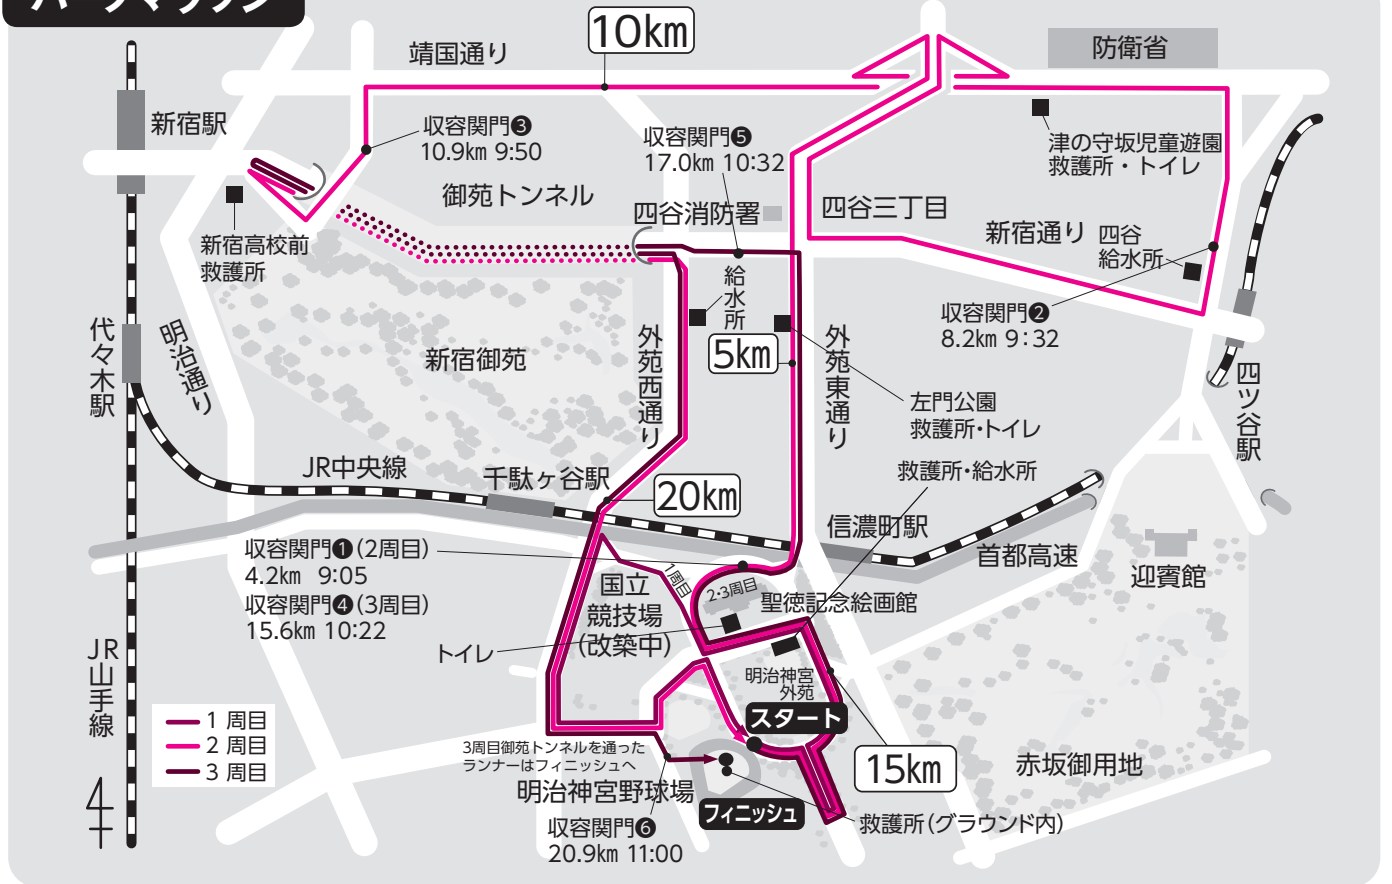 ハーフマラソン
10km
靖国通り
防衛省
新宿駅
収容関門❸
10.9km 9:50
収容関門❺
17.0km 10:32
津の守坂児童遊園
救護所・トイレ
御苑トンネル
四谷消防署
四谷三丁目
新宿通り
四谷
給水所
新宿高校前
救護所
給水所
収容関門❷
8.2km 9:32
代々木駅
明治通り
新宿御苑
外苑西通り
5km
外苑東通り
四ツ谷駅
左門公園
救護所・トイレ
JR中央線
千駄ヶ谷駅
20km
救護所・給水所
信濃町駅
首都高速
迎賓館
収容関門❶(2周目)
4.2km 9:05
収容関門❹(3周目)
15.6km 10:22
1周目
2・3周目
国立
競技場
(改築中)
聖徳記念絵画館
トイレ
JR山手線
明治神宮
外苑
スタート
1 周目
2 周目
3 周目
3周目御苑トンネルを通った
ランナーはフィニッシュへ
15km
赤坂御用地
明治神宮野球場
フィニッシュ
救護所(グラウンド内)
収容関門❻
20.9km 11:00